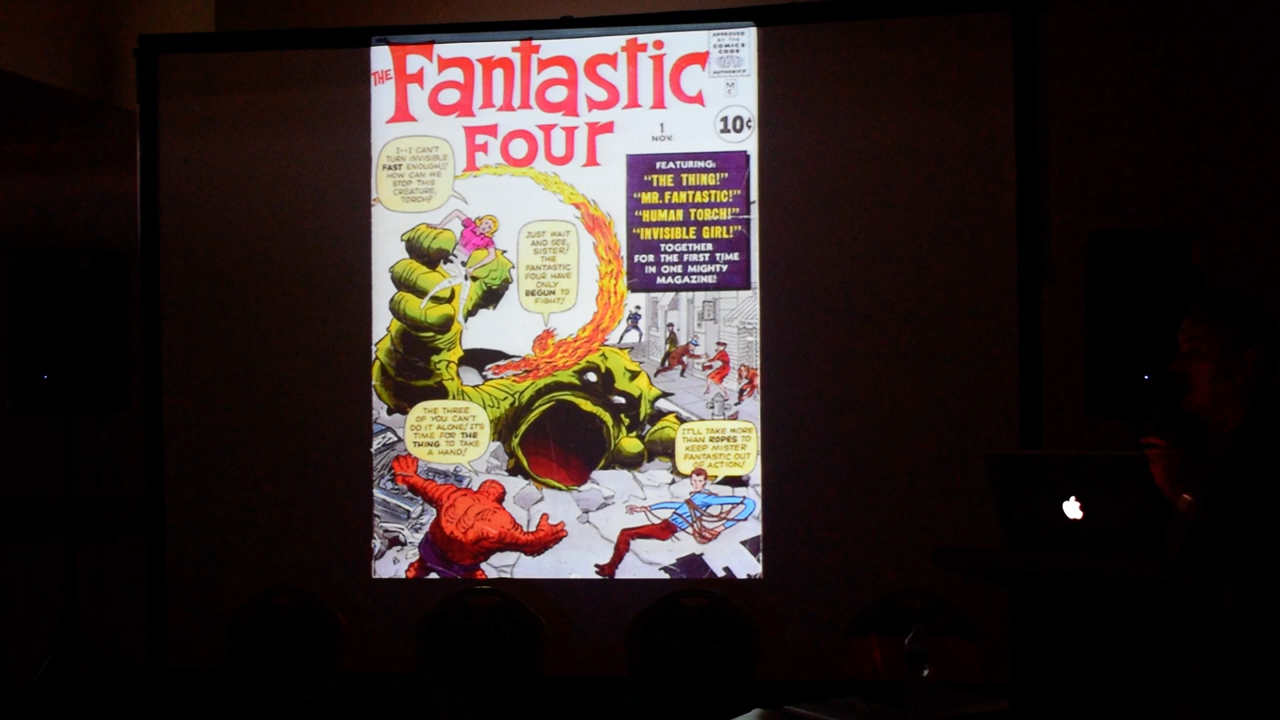 THE
Fantastic
Four
APPROVED
BY THE
COMICS
CODE
AUTHORITY
M
C
1
NOV.
10¢
I--I CAN'T
TURN INVISIBLE
FAST ENOUGH!!
HOW CAN WE
STOP THIS
CREATURE,
TORCH?
FEATURING:
"THE THING!"
"MR. FANTASTIC!"
"HUMAN TORCH!"
"INVISIBLE GIRL!"
TOGETHER
FOR THE FIRST TIME
IN ONE MIGHTY
MAGAZINE!
JUST WAIT
AND SEE,
SISTER!
THE
FANTASTIC
FOUR HAVE
ONLY
BEGUN TO
FIGHT!
THE THREE
OF YOU CAN'T
DO IT ALONE! IT'S
TIME FOR THE
THING TO TAKE
A HAND!
IT'LL TAKE MORE
THAN ROPES TO
KEEP MISTER
FANTASTIC OUT
OF ACTION!